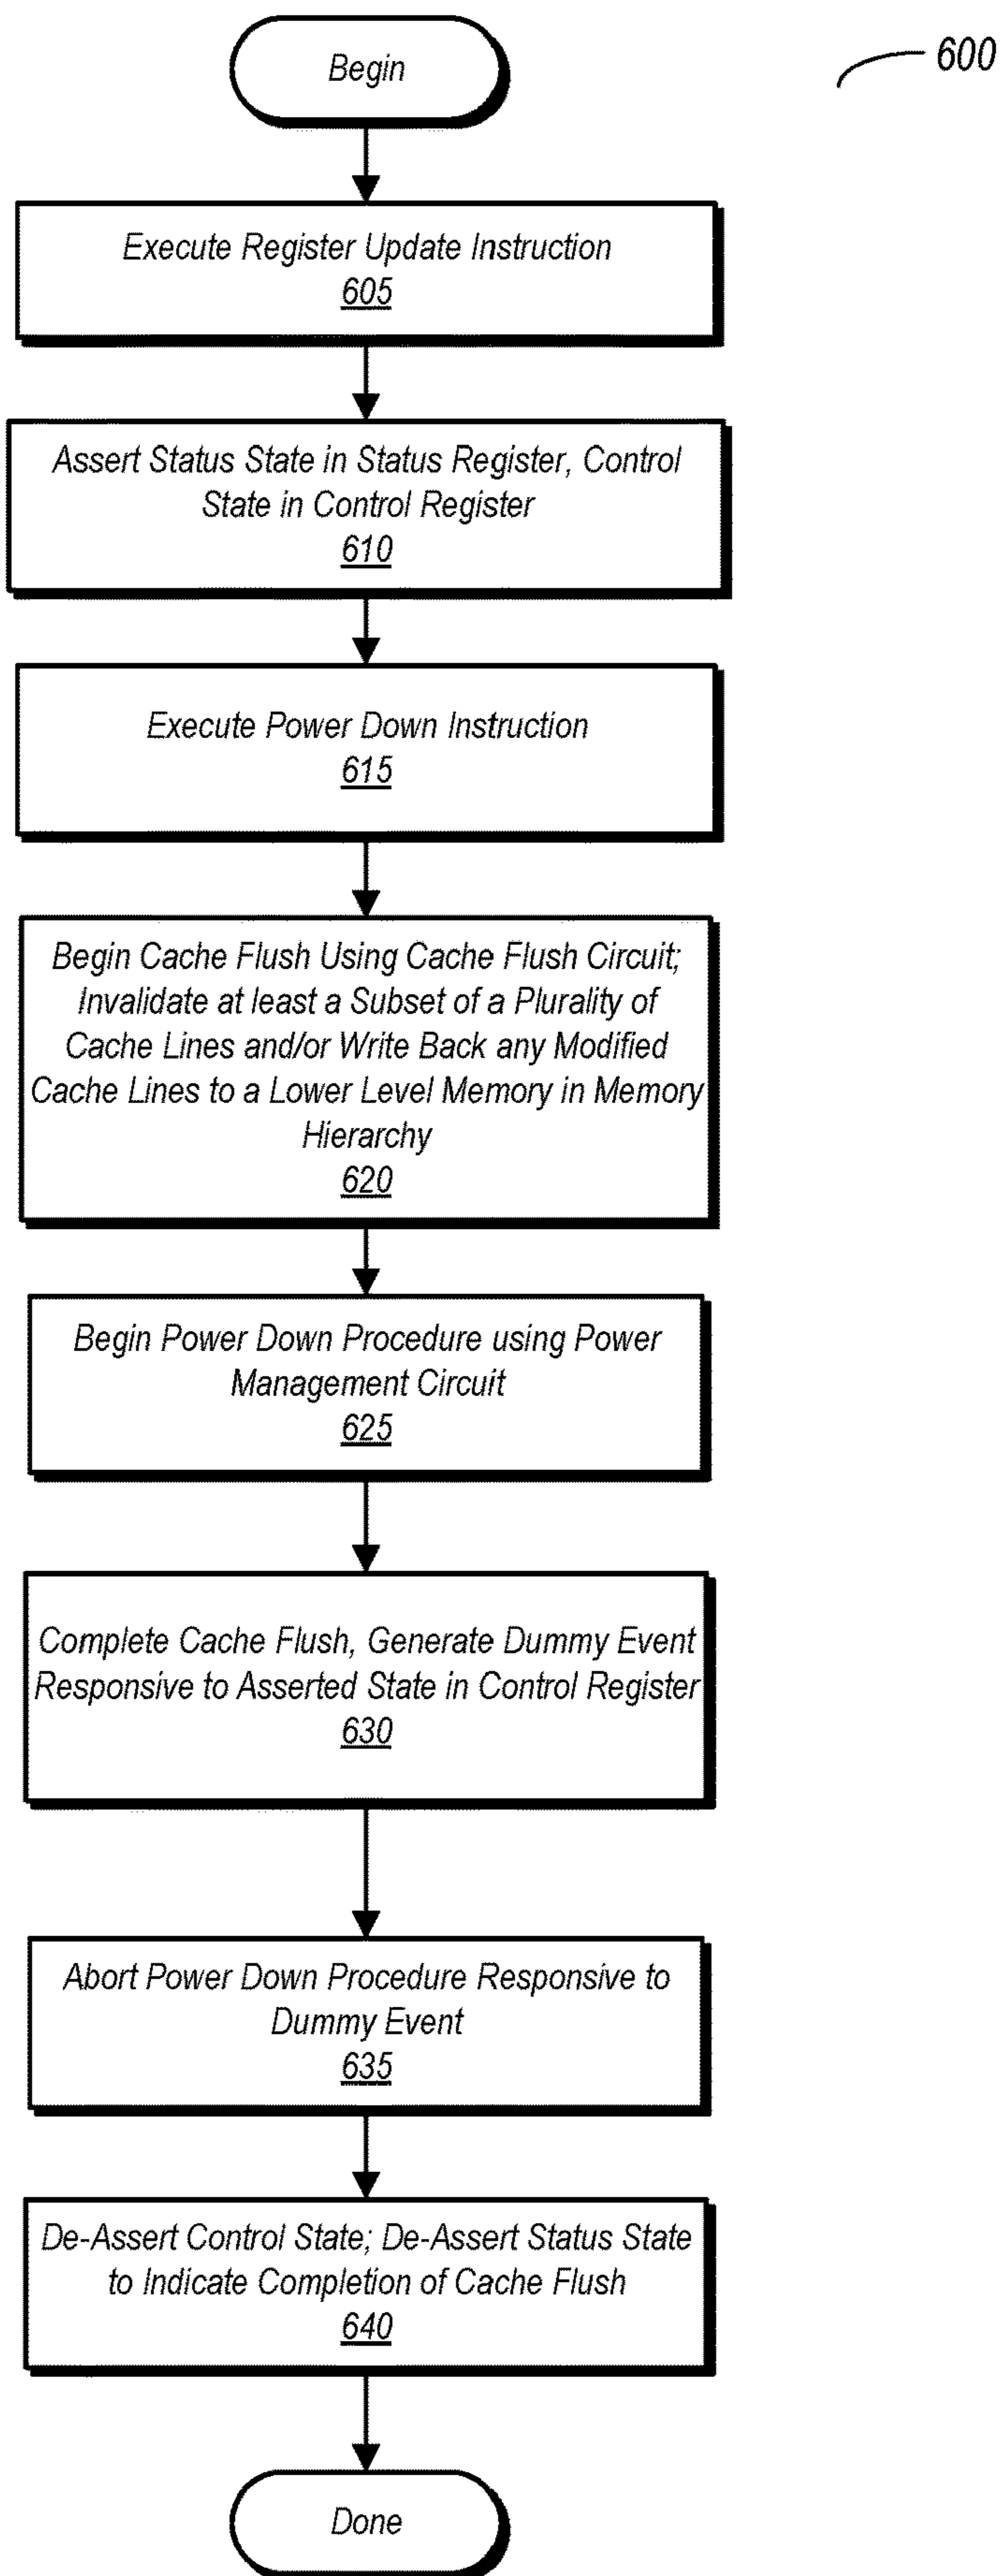 Begin
600
Execute Register Update Instruction
605
Assert Status State in Status Register, Control
State in Control Register
610
Execute Power Down Instruction
615
Begin Cache Flush Using Cache Flush Circuit;
Invalidate at least a Subset of a Plurality of
Cache Lines and/or Write Back any Modified
Cache Lines to a Lower Level Memory in Memory
Hierarchy
620
Begin Power Down Procedure using Power
Management Circuit
625
Complete Cache Flush, Generate Dummy Event
Responsive to Asserted State in Control Register
630
Abort Power Down Procedure Responsive to
Dummy Event
635
De-Assert Control State; De-Assert Status State
to Indicate Completion of Cache Flush
640
Done